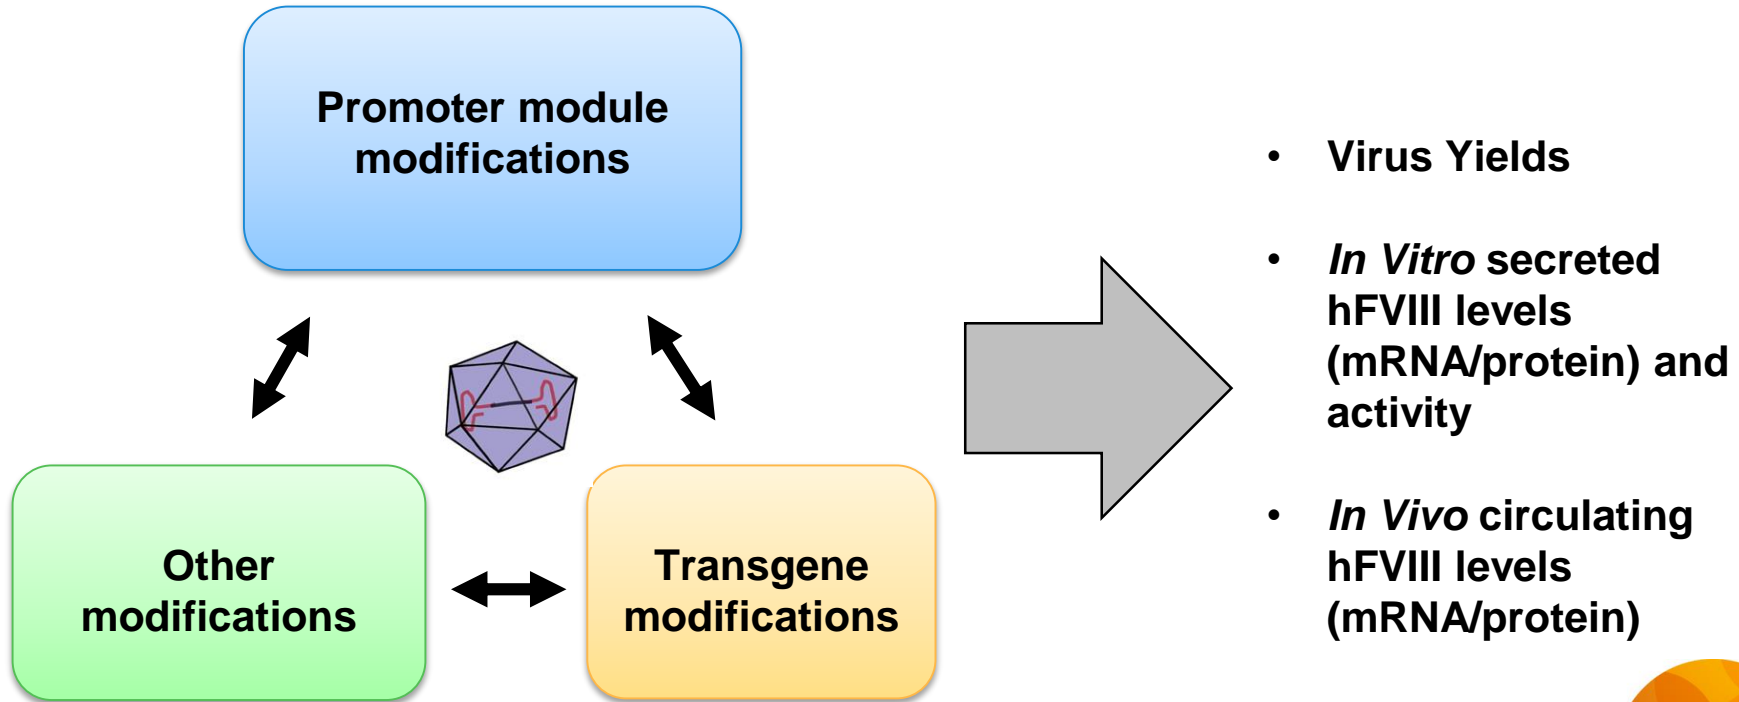 Promoter module
modifications
Other
modifications
Transgene
modifications
• Virus Yields
• In Vitro secreted
hFVIII levels
(mRNA/protein) and
activity
• In Vivo circulating
hFVIII levels
(mRNA/protein)